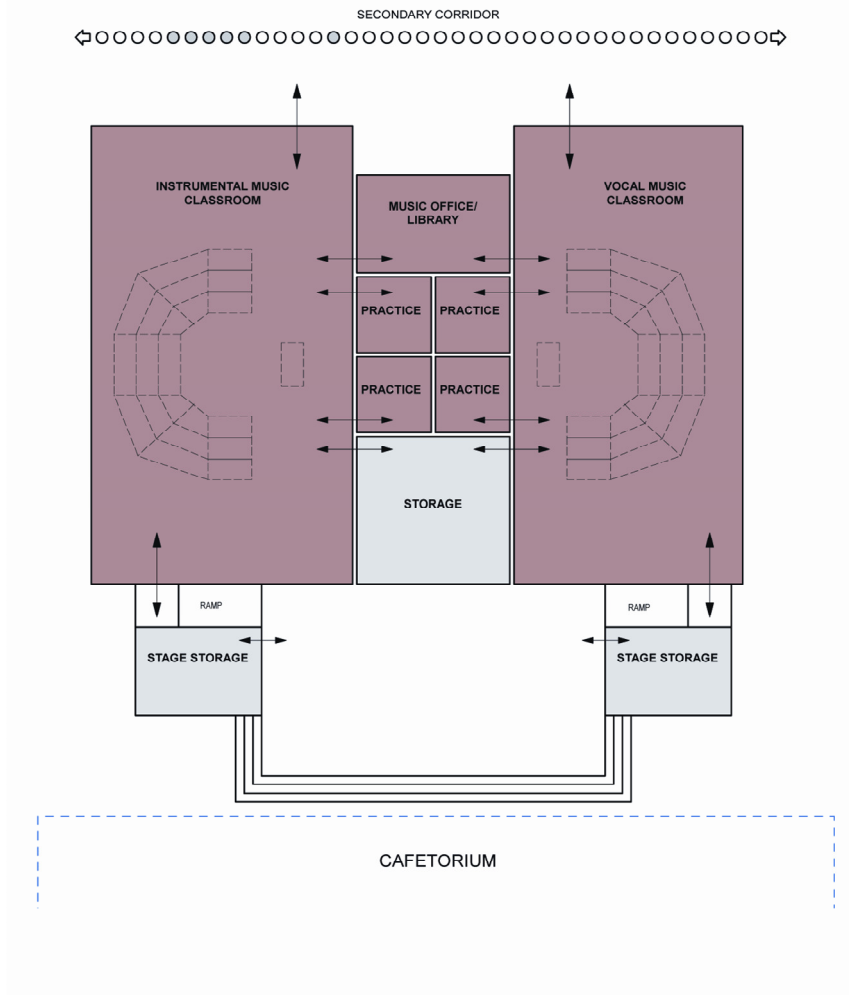 SECONDARY CORRIDOR
INSTRUMENTAL MUSIC
CLASSROOM
VOCAL MUSIC
CLASSROOM
MUSIC OFFICE/
LIBRARY
PRACTICE
PRACTICE
PRACTICE
PRACTICE
STORAGE
RAMP
RAMP
STAGE STORAGE
STAGE STORAGE
CAFETORIUM